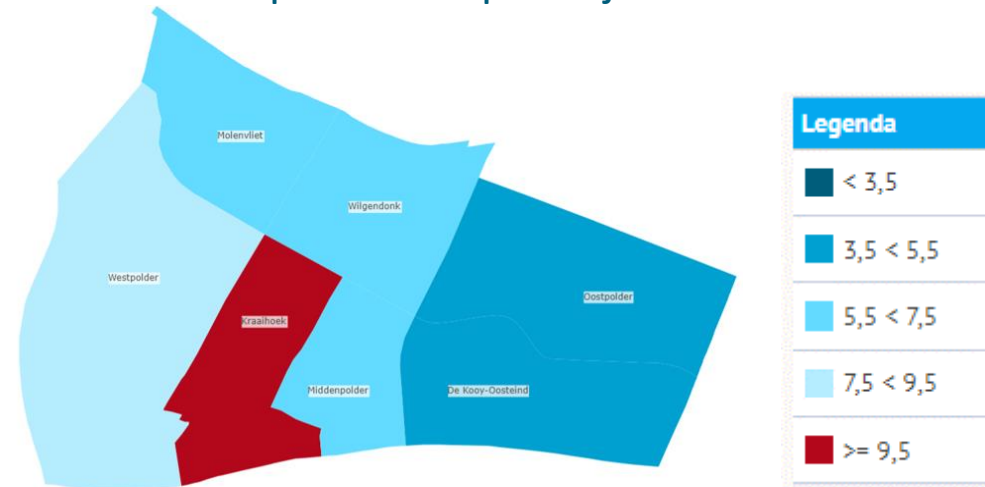 Molenvliet
Wilgendonk
Westpolder
Oostpolder
Kraaihoek
Middenpolder
De Kooy-Oosteind
Legenda
< 3,5
3,5 < 5,5
5,5 < 7,5
7,5 < 9,5
>= 9,5